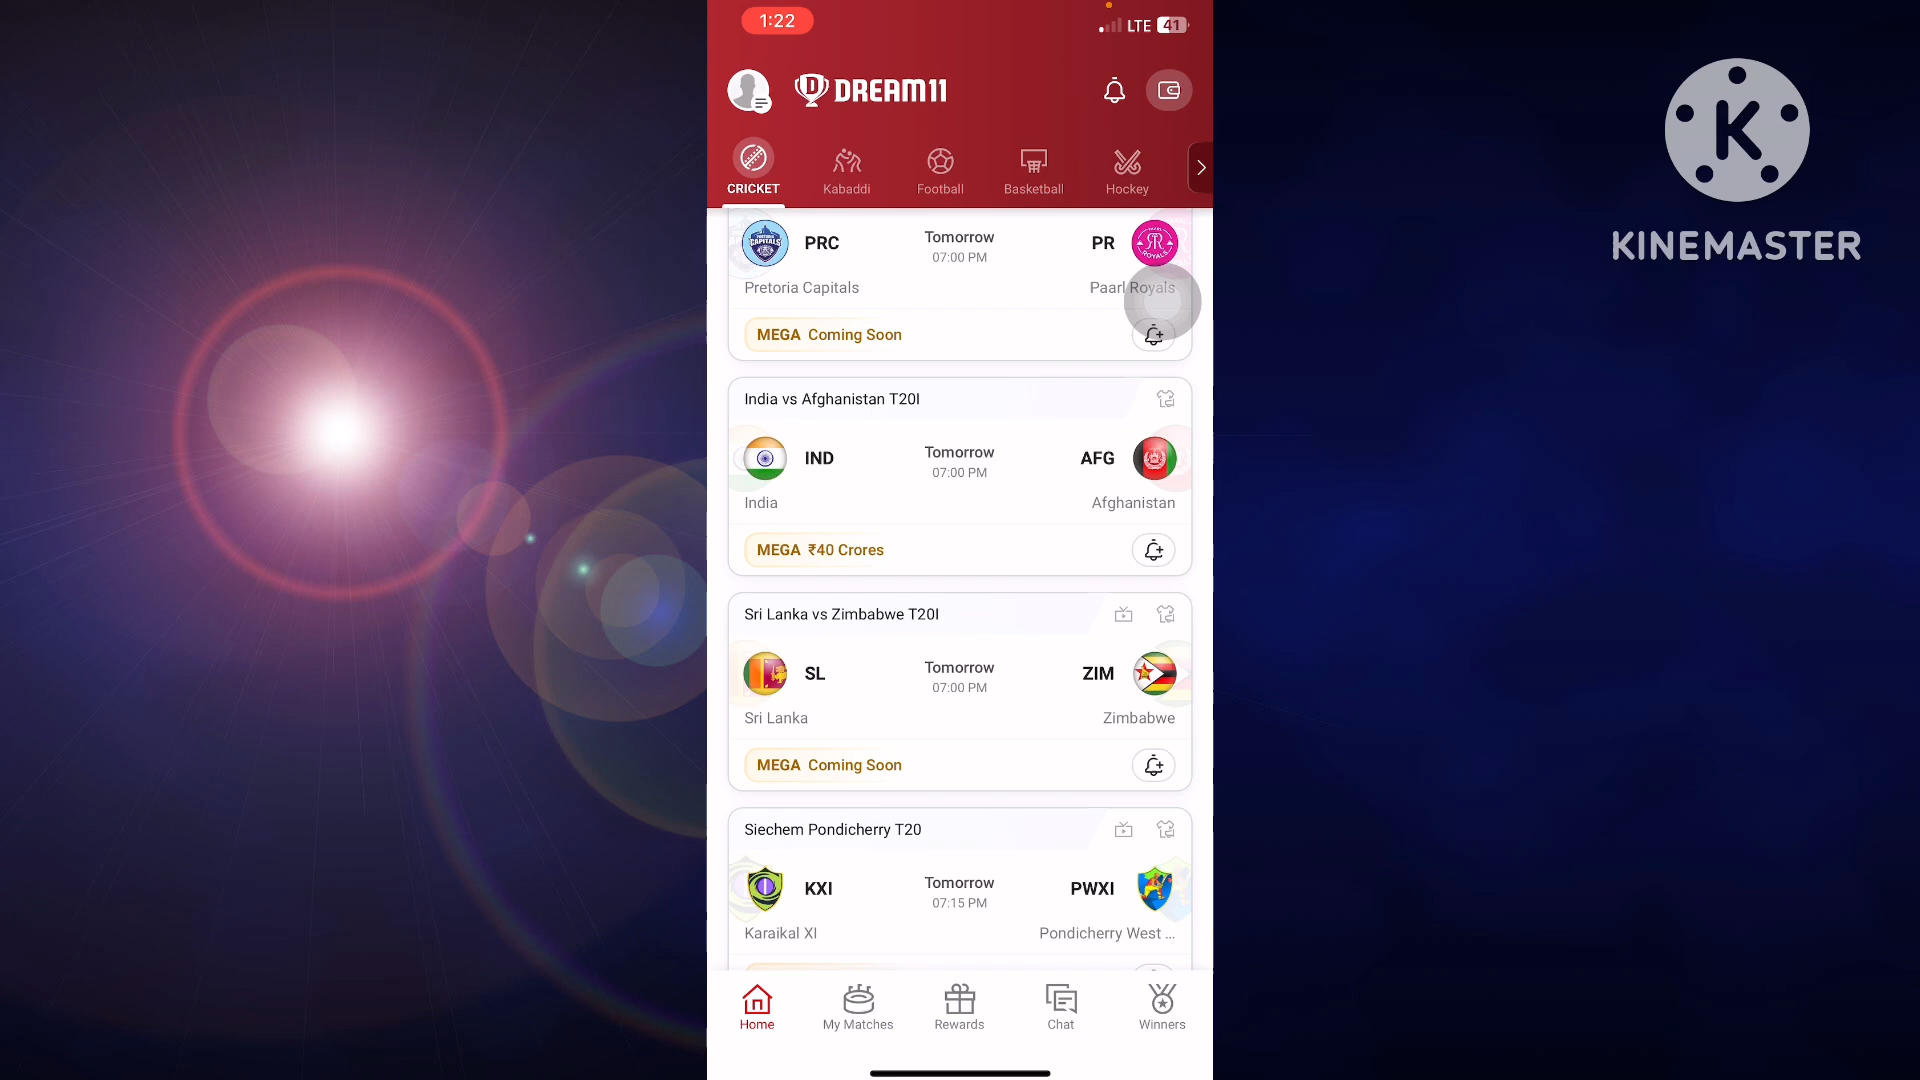 1:22
LTE 41
DREAM11
CRICKET Kabaddi Football Basketball Hockey
PRC Tomorrow PR
07:00 PM
Pretoria Capitals Paarl Royals
MEGA Coming Soon
India vs Afghanistan T20I
IND Tomorrow AFG
07:00 PM
India Afghanistan
MEGA ₹40 Crores
Sri Lanka vs Zimbabwe T20I
SL Tomorrow ZIM
07:00 PM
Sri Lanka Zimbabwe
MEGA Coming Soon
Siechem Pondicherry T20
KXI Tomorrow PWXI
07:15 PM
Karaikal XI Pondicherry West ...
Home My Matches Rewards Chat Winners
K
KINEMASTER